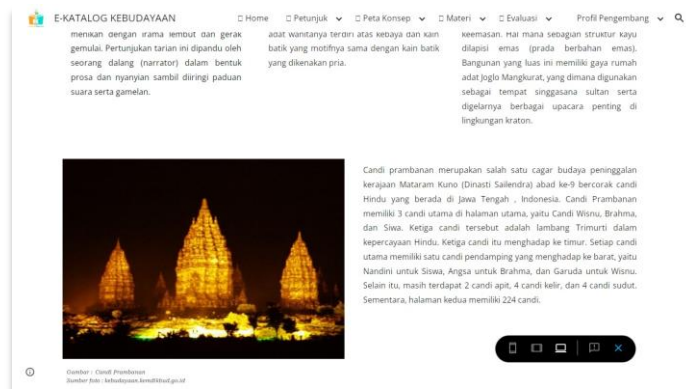 E-KATALOG KEBUDAYAAN
Home
Petunjuk
Peta Konsep
Materi
Evaluasi
Profil Pengembang
menikah dengan irama lembut dan gerak
gemulai. Pertunjukan tarian ini dipandu oleh
seorang dalang (narrator) dalam bentuk
prosa dan nyanyian sambil diiringi paduan
suara serta gamelan.
adat wanitanya terdiri atas kebaya dan kain
batik yang motifnya sama dengan kain batik
yang dikenakan pria.
keemasan. Hal mana sebagian struktur kayu
dilapisi emas (prada berbahan emas).
Bangunan yang luas ini memiliki gaya rumah
adat Joglo Mangkurat, yang dimana digunakan
sebagai tempat singgasana sultan serta
digelarnya berbagai upacara penting di
lingkungan kraton.
Candi prambanan merupakan salah satu cagar budaya peninggalan
kerajaan Mataram Kuno (Dinasti Sailendra) abad ke-9 bercorak candi
Hindu yang berada di Jawa Tengah , Indonesia. Candi Prambanan
memiliki 3 candi utama di halaman utama, yaitu Candi Wisnu, Brahma,
dan Siwa. Ketiga candi tersebut adalah lambang Trimurti dalam
kepercayaan Hindu. Ketiga candi itu menghadap ke timur. Setiap candi
utama memiliki satu candi pendamping yang menghadap ke barat, yaitu
Nandini untuk Siswa, Angsa untuk Brahma, dan Garuda untuk Wisnu.
Selain itu, masih terdapat 2 candi apit, 4 candi kelir, dan 4 candi sudut.
Sementara, halaman kedua memiliki 224 candi.
Gambar : Candi Prambanan
Sumber foto : kebudayaan.kemdikbud.go.id